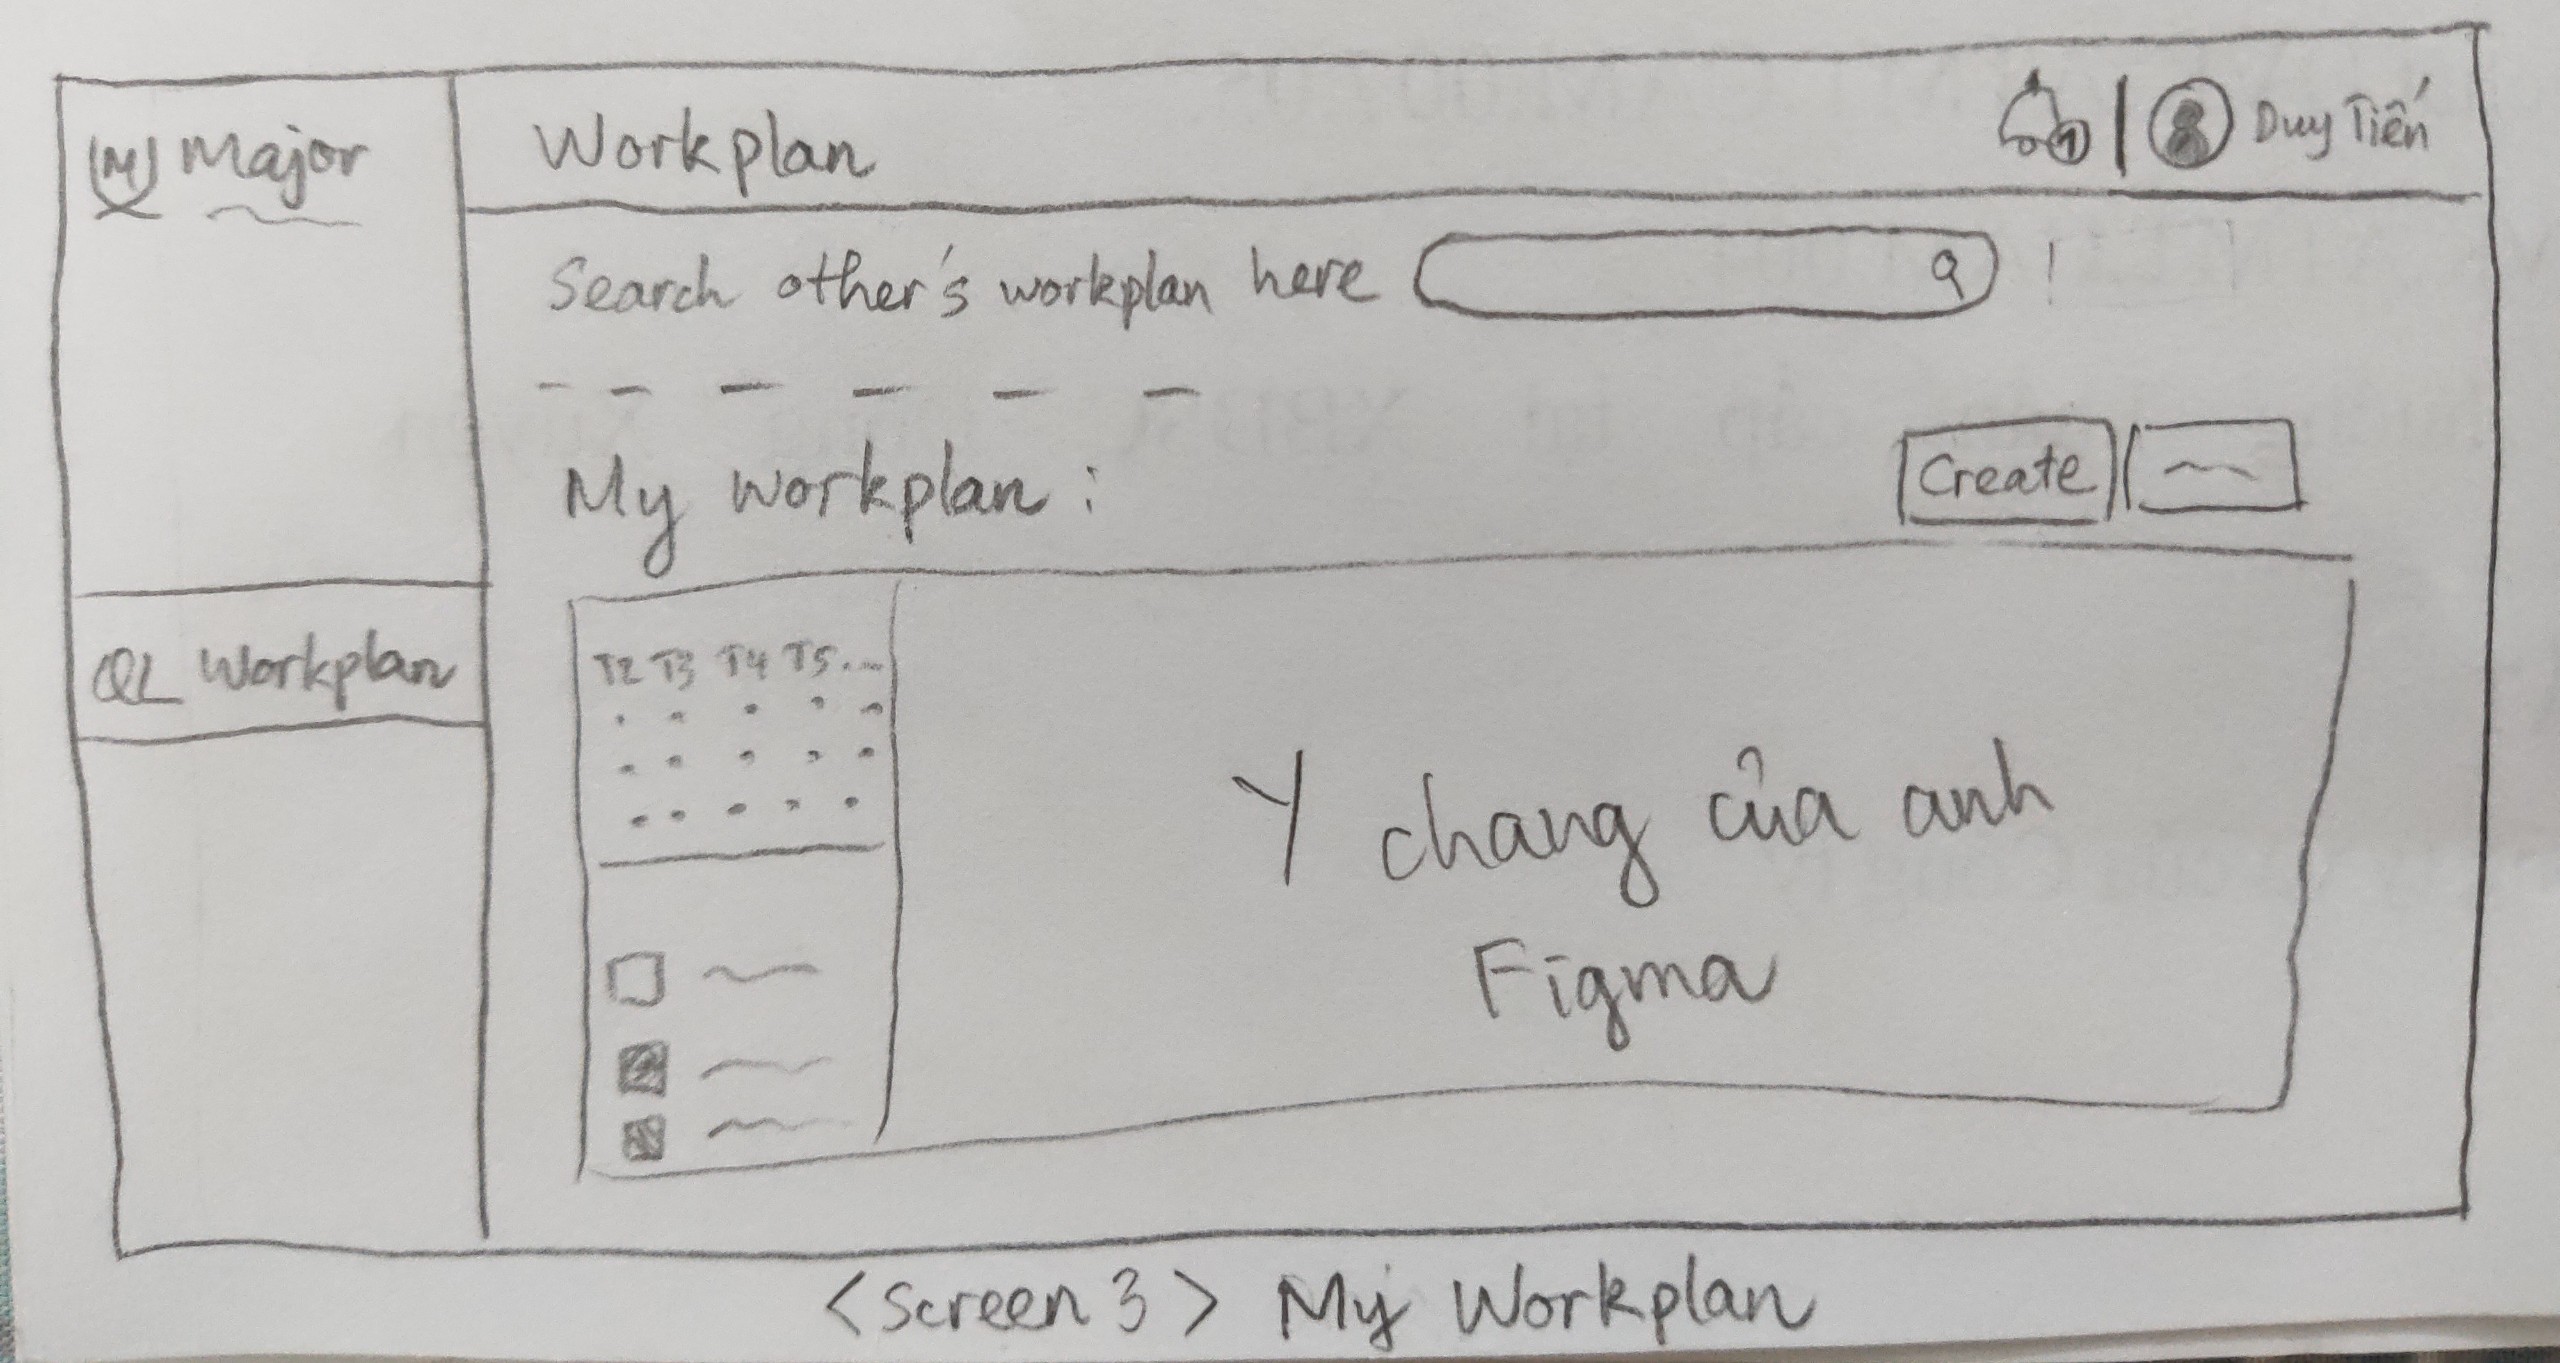 (M) Major
Workplan
1 Duy Tiến
Search other's workplan here !
My workplan :
Create
QL Workplan
T2 T3 T4 T5...
Y chang của anh
Figma
<Screen 3> My Workplan